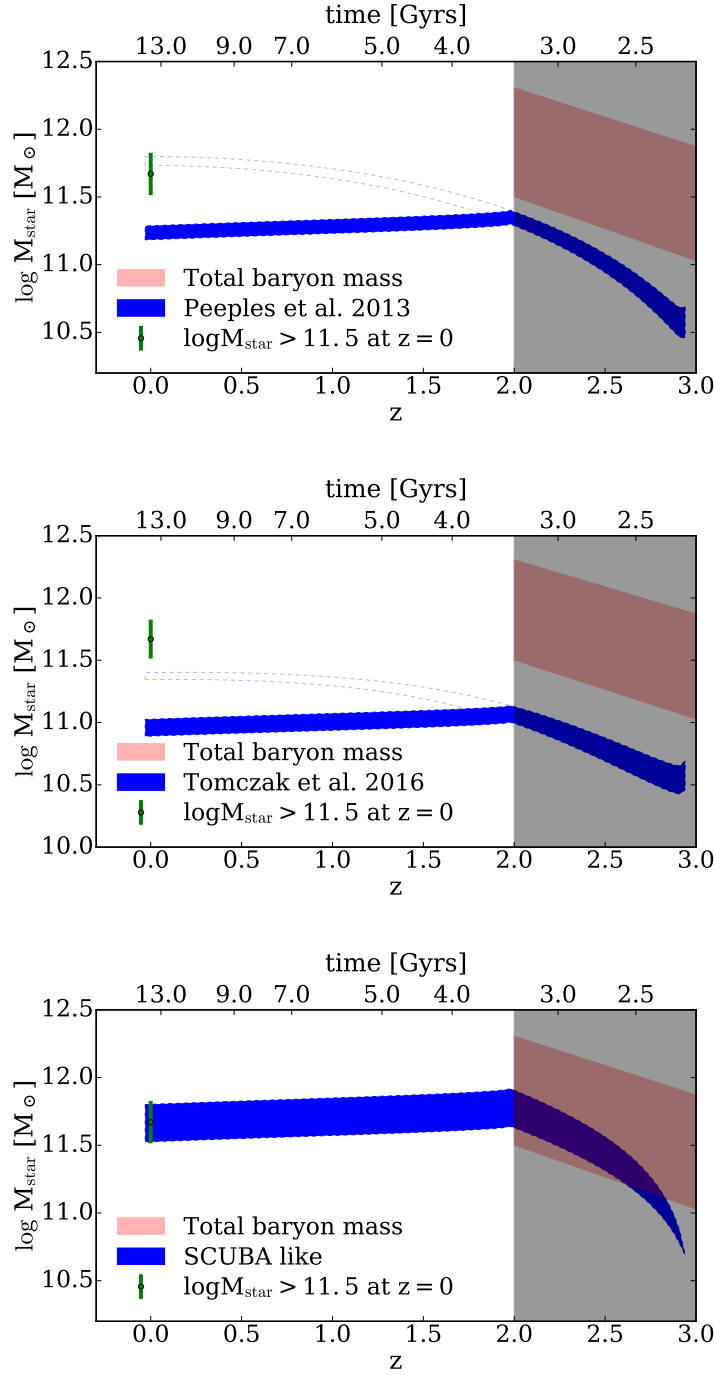 time [Gyrs]
13.0 9.0 7.0 5.0 4.0 3.0 2.5
12.5
12.0
11.5
11.0
10.5
log M_star [M_⊙]
Total baryon mass
Peeples et al. 2013
logM_star > 11.5 at z = 0
0.0 0.5 1.0 1.5 2.0 2.5 3.0
z
time [Gyrs]
13.0 9.0 7.0 5.0 4.0 3.0 2.5
12.5
12.0
11.5
11.0
10.5
10.0
log M_star [M_⊙]
Total baryon mass
Tomczak et al. 2016
logM_star > 11.5 at z = 0
0.0 0.5 1.0 1.5 2.0 2.5 3.0
z
time [Gyrs]
13.0 9.0 7.0 5.0 4.0 3.0 2.5
12.5
12.0
11.5
11.0
10.5
log M_star [M_⊙]
Total baryon mass
SCUBA like
logM_star > 11.5 at z = 0
0.0 0.5 1.0 1.5 2.0 2.5 3.0
z